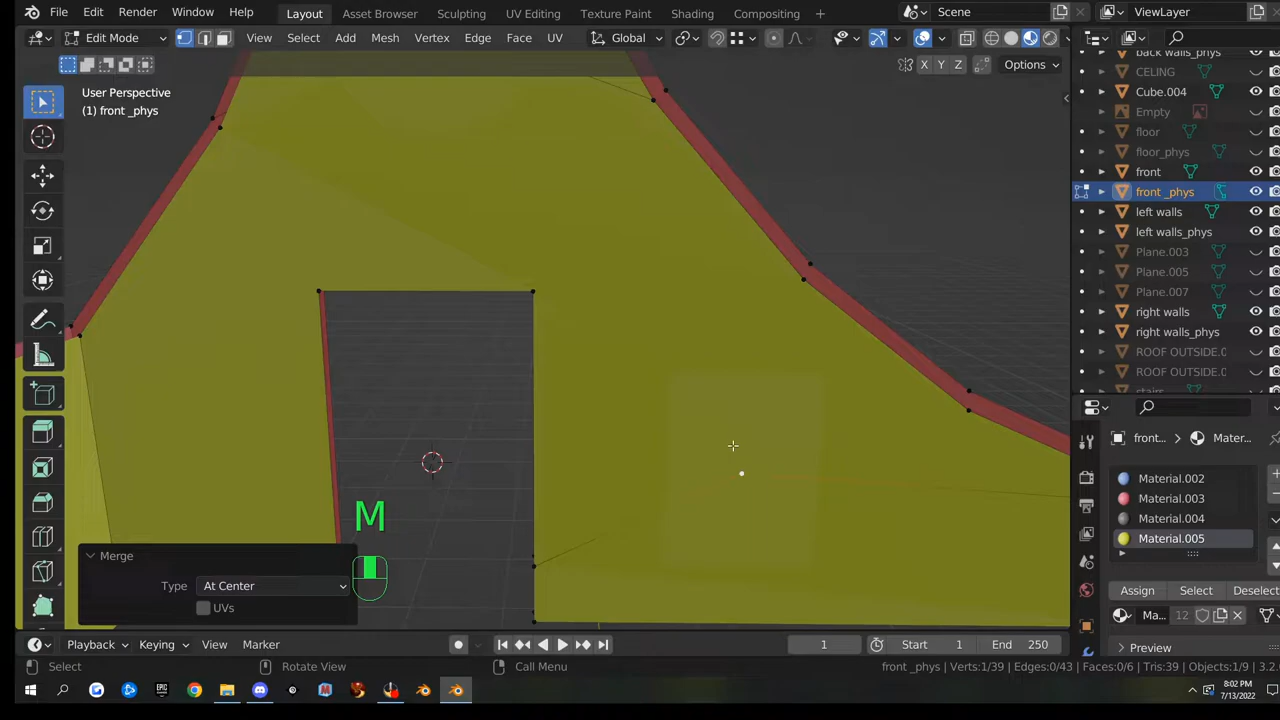 File Edit Render Window Help Layout Asset Browser Sculpting UV Editing Texture Paint Shading Compositing Scene ViewLayer
Edit Mode View Select Add Mesh Vertex Edge Face UV Global
X Y Z Options
User Perspective
(1) front _phys
back walls_phys
CELING
Cube.004
Empty
floor
floor_phys
front
front _phys
left walls
left walls_phys
Plane.003
Plane.005
Plane.007
right walls
right walls_phys
ROOF OUTSIDE.0
ROOF OUTSIDE.0
stairs
front... Mater...
Material.002
Material.003
Material.004
Material.005
Assign Select Deselect
Ma... 12
Preview
M
Merge
Type At Center
UVs
Playback Keying View Marker 1 Start 1 End 250
Select Rotate View Call Menu front _phys | Verts:1/39 | Edges:0/43 | Faces:0/6 | Tris:39 | Objects:1/9 | 3.2.
EPIC
8:02 PM
7/13/2022